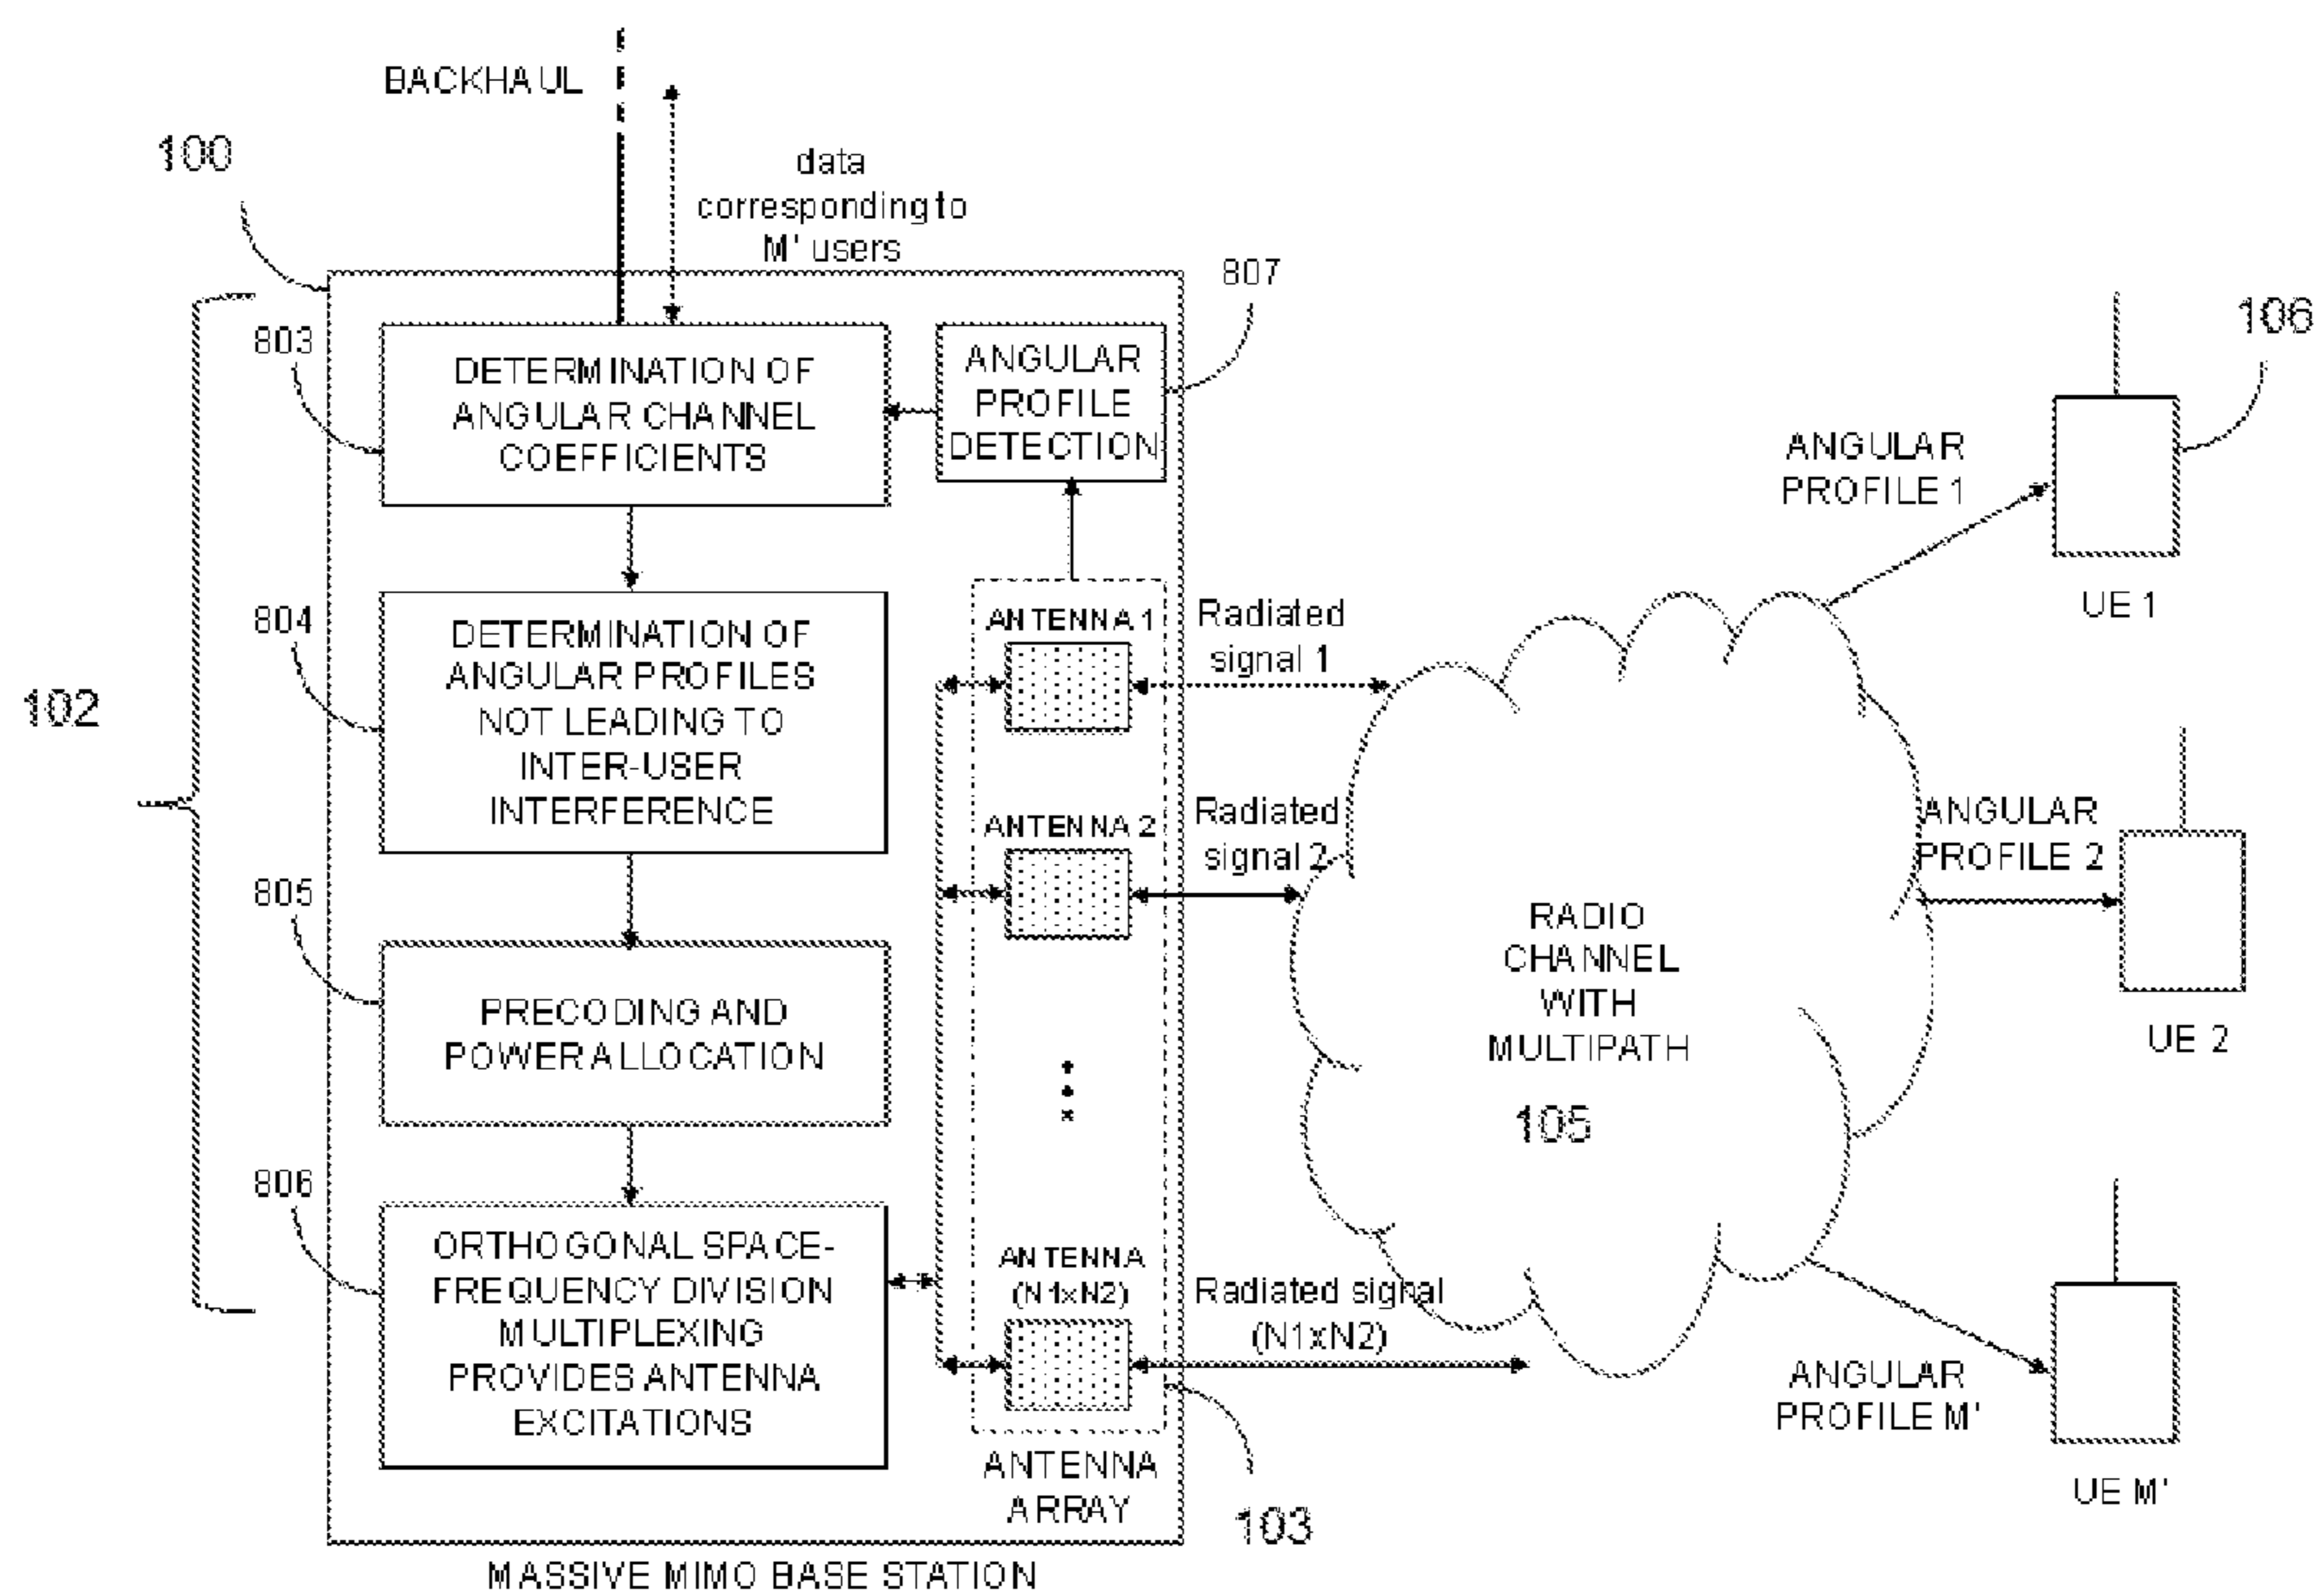 BACKHAUL
100
data
corresponding to
M' users
807
803
DETERMINATION OF
ANGULAR CHANNEL
COEFFICIENTS
ANGULAR
PROFILE
DETECTION
106
ANGULAR
PROFILE 1
UE 1
804
DETERMINATION OF
ANGULAR PROFILES
NOT LEADING TO
INTER-USER
INTERFERENCE
102
ANTENNA 1
Radiated
signal 1
ANTENNA 2
Radiated
signal 2
ANGULAR
PROFILE 2
UE 2
805
PRECODING AND
POWER ALLOCATION
RADIO
CHANNEL
WITH
MULTIPATH
105
806
ORTHOGONAL SPACE-
FREQUENCY DIVISION
MULTIPLEXING
PROVIDES ANTENNA
EXCITATIONS
ANTENNA
(N1xN2)
Radiated signal
(N1xN2)
ANGULAR
PROFILE M'
UE M'
ANTENNA
ARRAY
103
MASSIVE MIMO BASE STATION